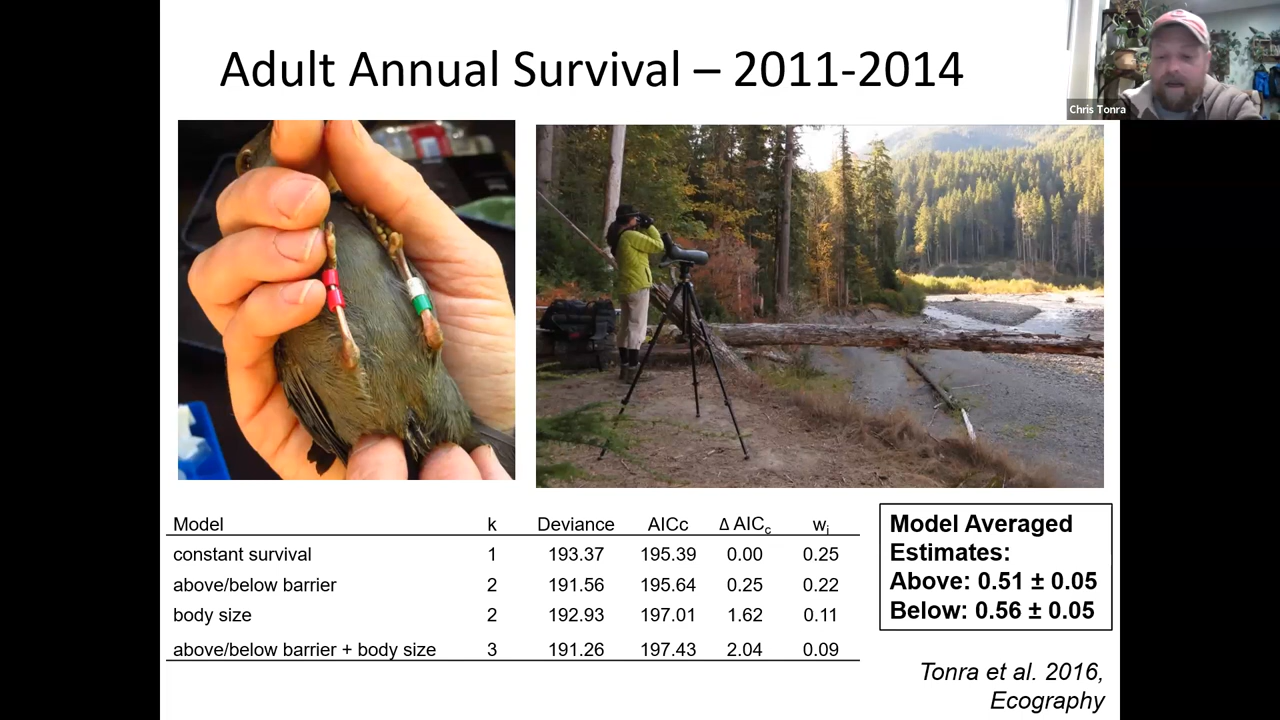 Adult Annual Survival – 2011-2014
Chris Tonra
Model k Deviance AICc Δ AICc wi
constant survival 1 193.37 195.39 0.00 0.25
above/below barrier 2 191.56 195.64 0.25 0.22
body size 2 192.93 197.01 1.62 0.11
above/below barrier + body size 3 191.26 197.43 2.04 0.09
Model Averaged
Estimates:
Above: 0.51 ± 0.05
Below: 0.56 ± 0.05
Tonra et al. 2016,
Ecography